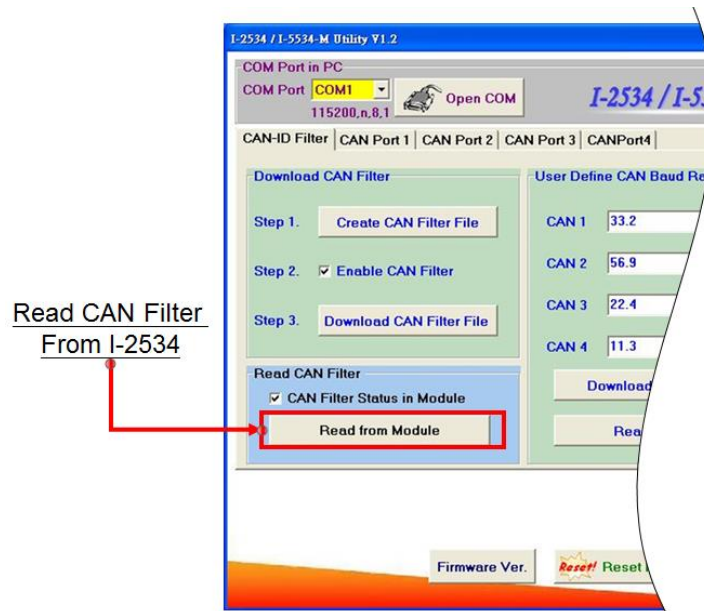 I-2534 / I-5534-M Utility V1.2
COM Port in PC
COM Port COM1 Open COM
115200,n,8,1
I-2534 / I-5
CAN-ID Filter CAN Port 1 CAN Port 2 CAN Port 3 CANPort4
Download CAN Filter
Step 1. Create CAN Filter File
Step 2. Enable CAN Filter
Step 3. Download CAN Filter File
User Define CAN Baud Ra
CAN 1 33.2
CAN 2 56.9
CAN 3 22.4
CAN 4 11.3
Download
Rea
Read CAN Filter
CAN Filter Status in Module
Read from Module
Read CAN Filter
From I-2534
Firmware Ver.
Reset! Reset